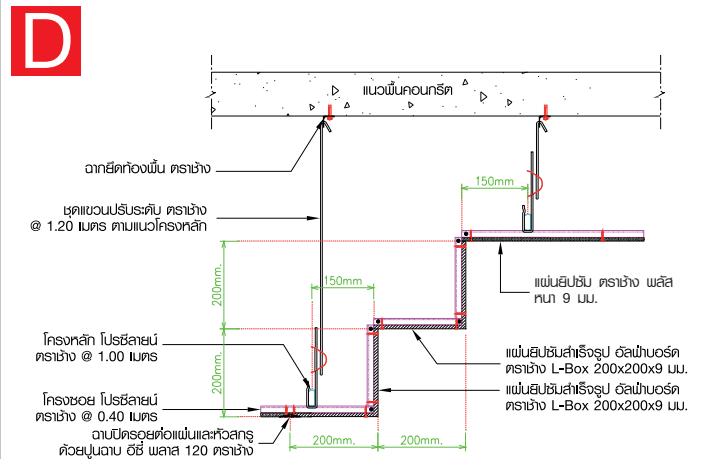 D
แนวพื้นคอนกรีต
ฉากยึดท้องพื้น ตราช้าง
150mm
ชุดแขวนปรับระดับ ตราช้าง
@ 1.20 เมตร ตามแนวโครงหลัก
200mm.
150mm
แผ่นยิปซัม ตราช้าง พลัส
หนา 9 มม.
โครงหลัก โปรซีลายน์
ตราช้าง @ 1.00 เมตร
200mm.
แผ่นยิปซัมสำเร็จรูป อัลฟ่าบอร์ด
ตราช้าง L-Box 200x200x9 มม.
แผ่นยิปซัมสำเร็จรูป อัลฟ่าบอร์ด
ตราช้าง L-Box 200x200x9 มม.
โครงซอย โปรซีลายน์
ตราช้าง @ 0.40 เมตร
ฉาบปิดรอยต่อแผ่นและหัวสกรู
ด้วยปูนฉาบ อีซี่ พลาส 120 ตราช้าง
200mm.
200mm.